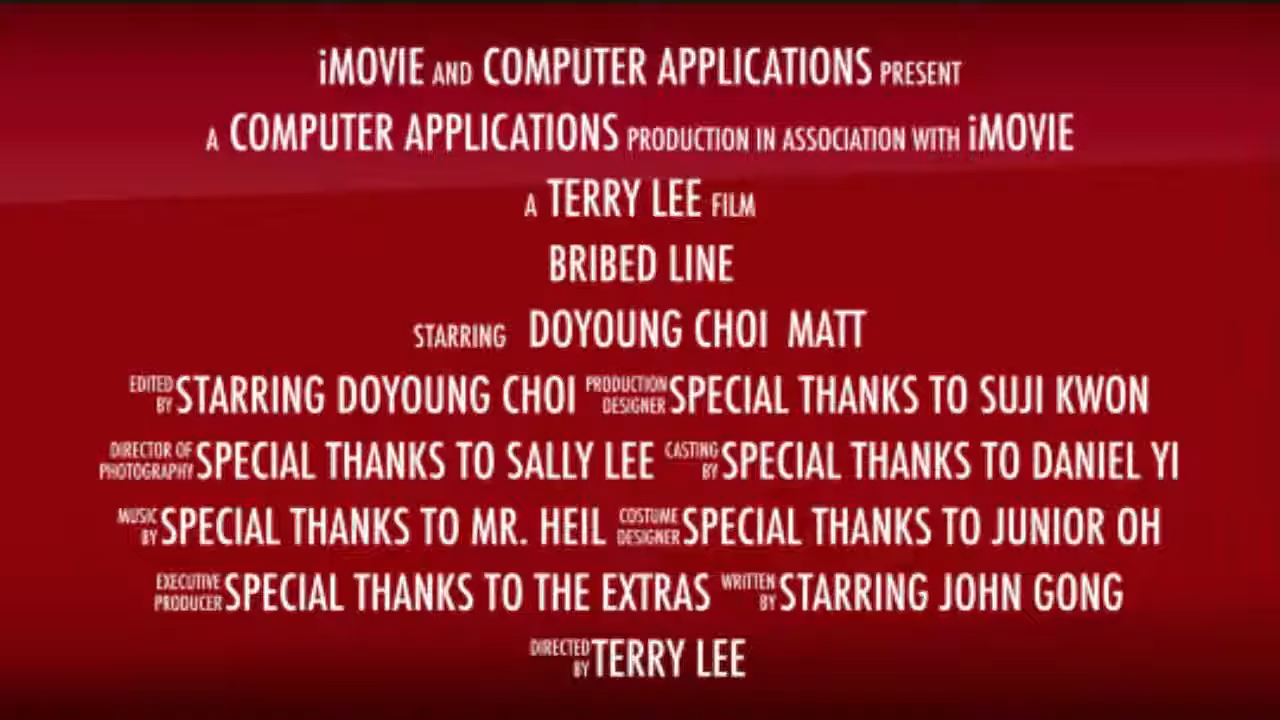 iMOVIE AND COMPUTER APPLICATIONS PRESENT
A COMPUTER APPLICATIONS PRODUCTION IN ASSOCIATION WITH iMOVIE
A TERRY LEE FILM
BRIBED LINE
STARRING DOYOUNG CHOI MATT
EDITED BY STARRING DOYOUNG CHOI PRODUCTION DESIGNER SPECIAL THANKS TO SUJI KWON
DIRECTOR OF PHOTOGRAPHY SPECIAL THANKS TO SALLY LEE CASTING BY SPECIAL THANKS TO DANIEL YI
MUSIC BY SPECIAL THANKS TO MR. HEIL COSTUME DESIGNER SPECIAL THANKS TO JUNIOR OH
EXECUTIVE PRODUCER SPECIAL THANKS TO THE EXTRAS WRITTEN BY STARRING JOHN GONG
DIRECTED BY TERRY LEE